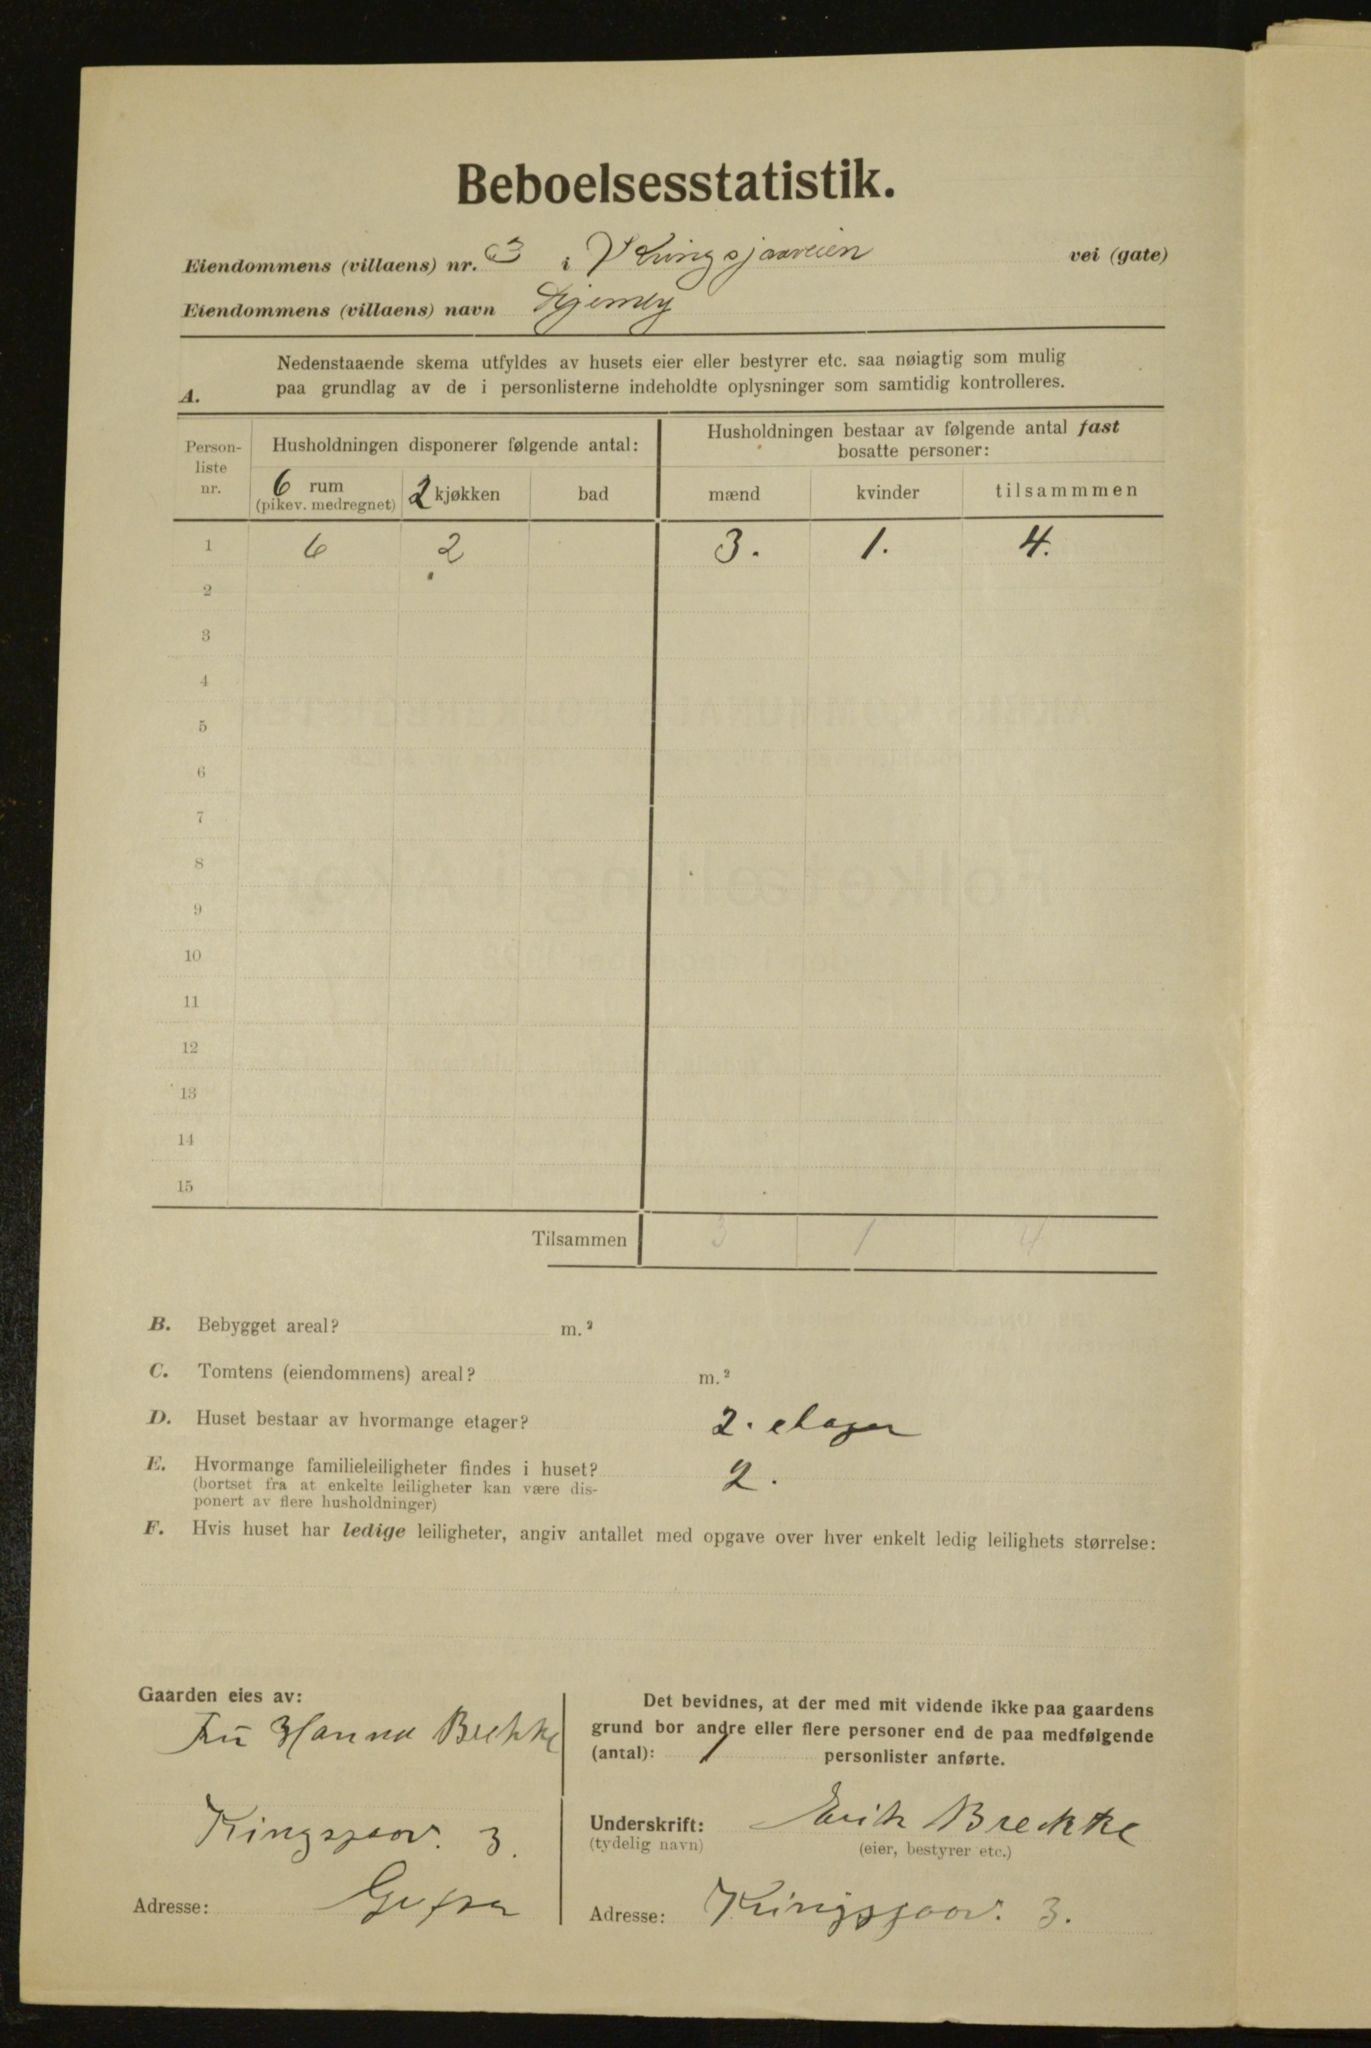 Beboelsesstatistik.
Eiendommens (villaens) nr. 3 i Kringsjaaveien vei (gate)
Eiendommens (villaens) navn
Nedenstaaende skema utfyldes av husets eier eller bestyrer etc. saa nøiagtig som mulig
A. paa grundlag av de i personlisterne indeholdte oplysninger som samtidig kontrolleres.
Person-liste nr. Husholdningen disponerer følgende antal: Husholdningen bestaar av følgende antal fast bosatte personer:
6 rum (pikev. medregnet) 2 kjøkken bad mænd kvinder tilsammmen
1 6 2 3. 1. 4.
2
3
4
5
6
7
8
9
10
11
12
13
14
15
Tilsammen 3 1 4
B. Bebygget areal? m.²
C. Tomtens (eiendommens) areal? m.²
D. Huset bestaar av hvormange etager? 2. etager
E. Hvormange familieleiligheter findes i huset? 2.
(bortset fra at enkelte leiligheter kan være dis-
ponert av flere husholdninger)
F. Hvis huset har ledige leiligheter, angiv antallet med opgave over hver enkelt ledig leilighets størrelse:
Gaarden eies av:
Hanna Brekke
Kingsjaav. 3.
Adresse:
Det bevidnes, at der med mit vidende ikke paa gaardens
grund bor andre eller flere personer end de paa medfølgende
(antal): 1 personlister anførte.
Underskrift: Erik Brekke
(tydelig navn) (eier, bestyrer etc.)
Adresse: Kringsjaav. 3.